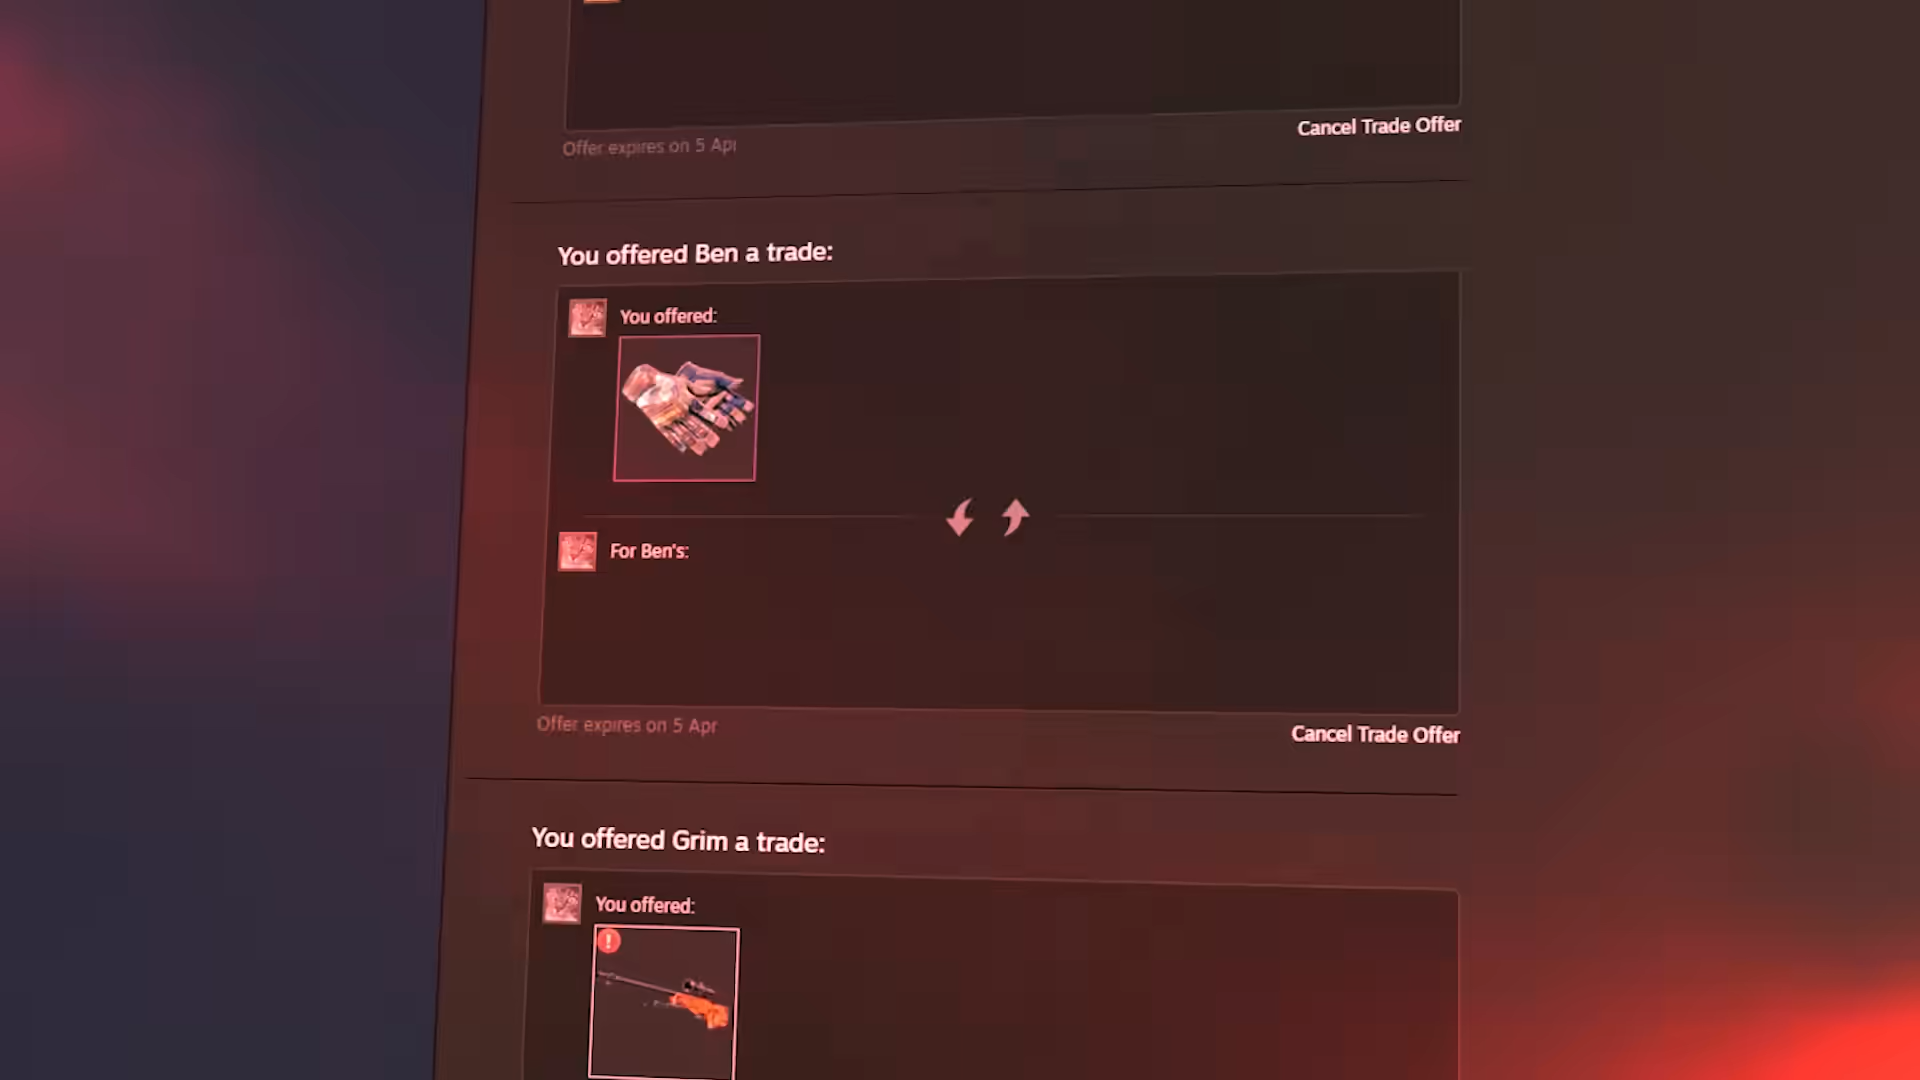 Cancel Trade Offer
Offer expires on 5 Apr
You offered Ben a trade:
You offered:
For Ben's:
Offer expires on 5 Apr
Cancel Trade Offer
You offered Grim a trade:
You offered:
!